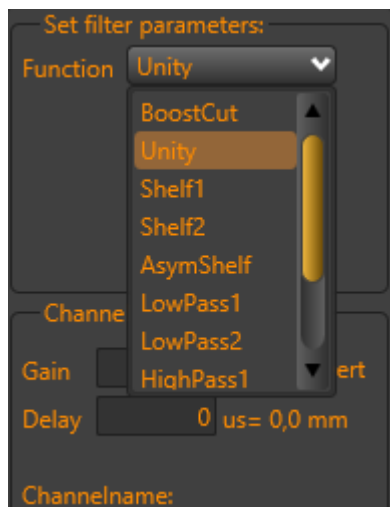 Set filter parameters:
Function Unity
BoostCut
Unity
Shelf1
Shelf2
AsymShelf
LowPass1
LowPass2
HighPass1
Channe
Gain ert
Delay 0 us= 0,0 mm
Channelname: